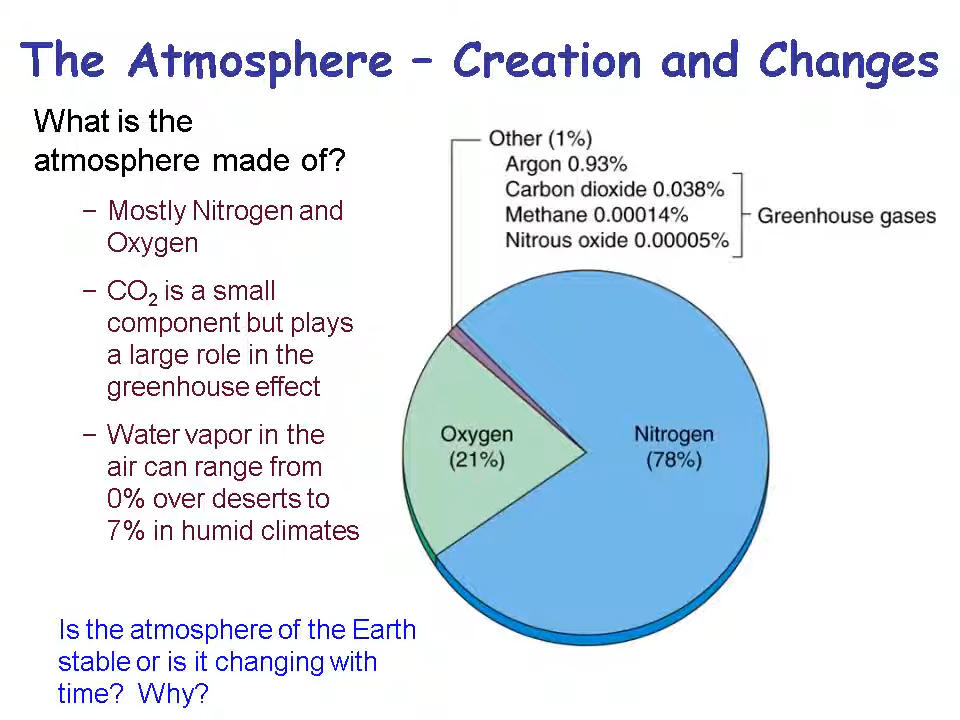 The Atmosphere – Creation and Changes
What is the
atmosphere made of?
– Mostly Nitrogen and
Oxygen
– CO₂ is a small
component but plays
a large role in the
greenhouse effect
– Water vapor in the
air can range from
0% over deserts to
7% in humid climates
Is the atmosphere of the Earth
stable or is it changing with
time? Why?
Other (1%)
Argon 0.93%
Carbon dioxide 0.038%
Methane 0.00014%
Nitrous oxide 0.00005%
Greenhouse gases
Oxygen
(21%)
Nitrogen
(78%)